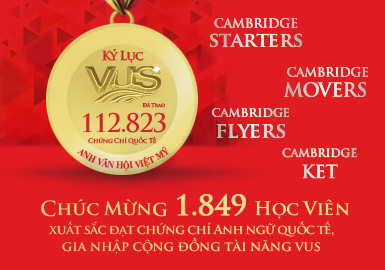 KỶ LỤC
VUS
ĐÃ TRAO
112.823
CHỨNG CHỈ QUỐC TẾ
ANH VĂN HỘI VIỆT MỸ
CAMBRIDGE
STARTERS
CAMBRIDGE
MOVERS
CAMBRIDGE
FLYERS
CAMBRIDGE
KET
CHÚC MỪNG 1.849 HỌC VIÊN
XUẤT SẮC ĐẠT CHỨNG CHỈ ANH NGỮ QUỐC TẾ,
GIA NHẬP CỘNG ĐỒNG TÀI NĂNG VUS